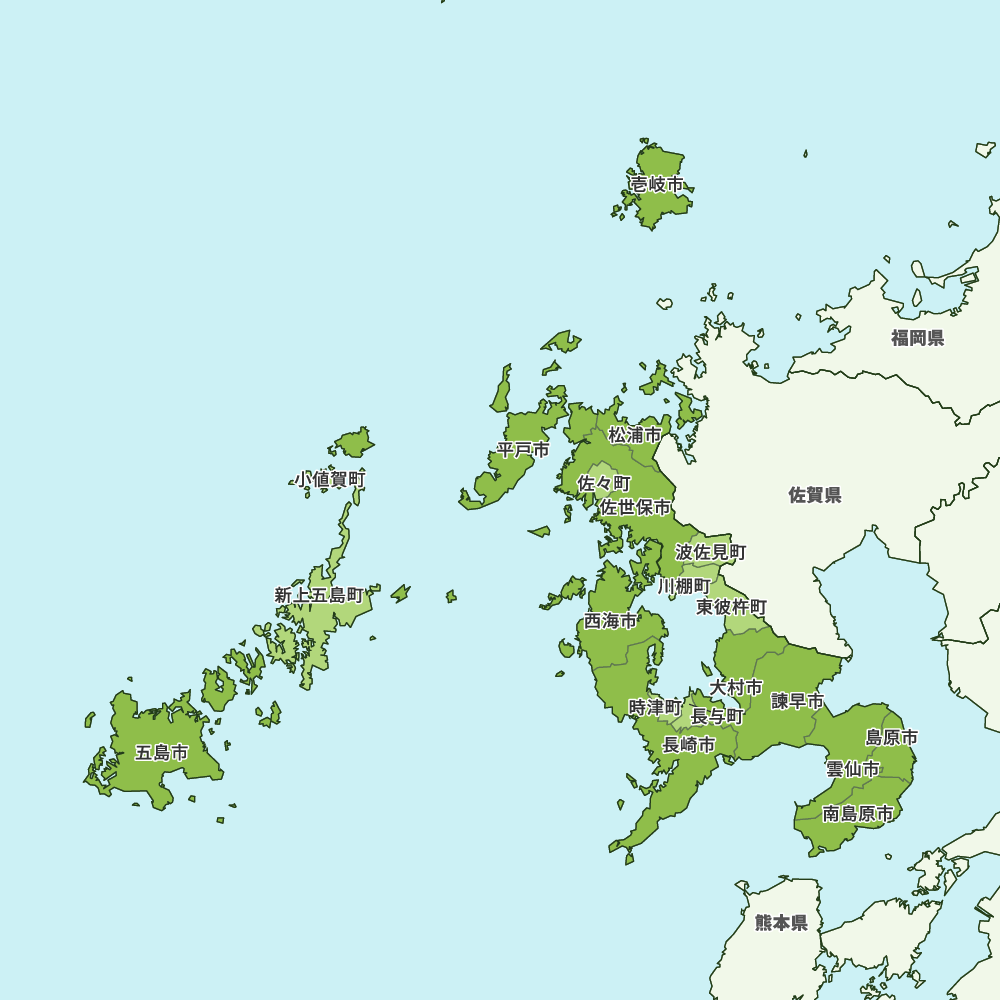 壱岐市
福岡県
松浦市
平戸市
小値賀町
佐々町
佐賀県
佐世保市
波佐見町
川棚町
新上五島町
東彼杵町
西海市
大村市
諫早市
時津町
長与町
島原市
長崎市
五島市
雲仙市
南島原市
熊本県